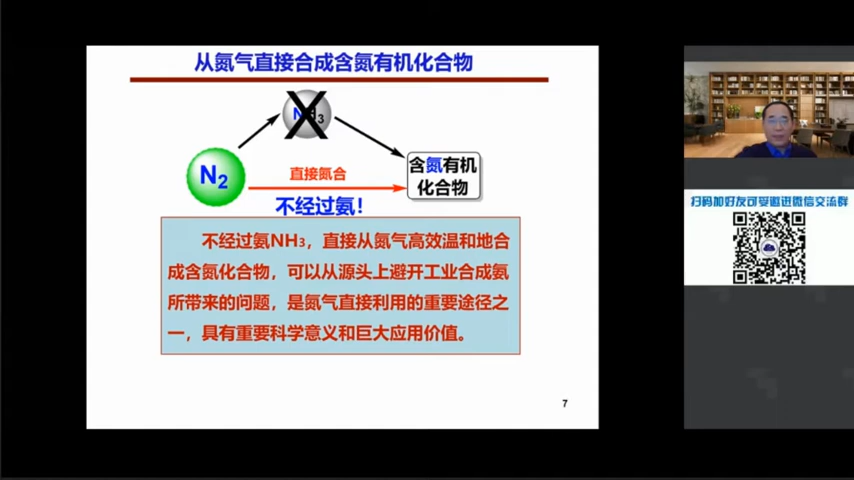 从氮气直接合成含氮有机化合物
NH3
N2
直接氮合
不经过氨!
含氮有机
化合物
不经过氨NH3，直接从氮气高效温和地合
成含氮化合物，可以从源头上避开工业合成氨
所带来的问题，是氮气直接利用的重要途径之
一，具有重要科学意义和巨大应用价值。
7
扫码加好友可受邀进微信交流群